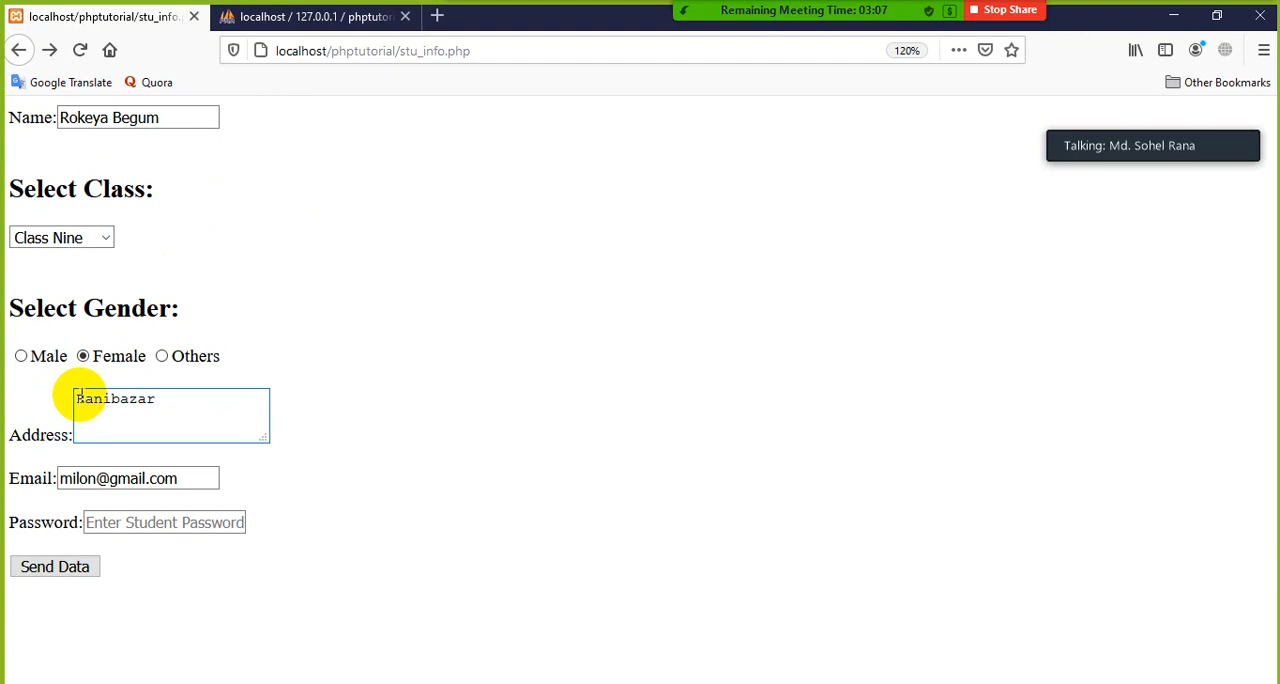 localhost/phptutorial/stu_info.
localhost / 127.0.0.1 / phptutor
Remaining Meeting Time: 03:07
$
Stop Share
localhost/phptutorial/stu_info.php
120%
Google Translate
Quora
Other Bookmarks
Name: Rokeya Begum
Talking: Md. Sohel Rana
Select Class:
Class Nine
Select Gender:
Male Female Others
Ranibazar
Address:
Email: milon@gmail.com
Password: Enter Student Password
Send Data